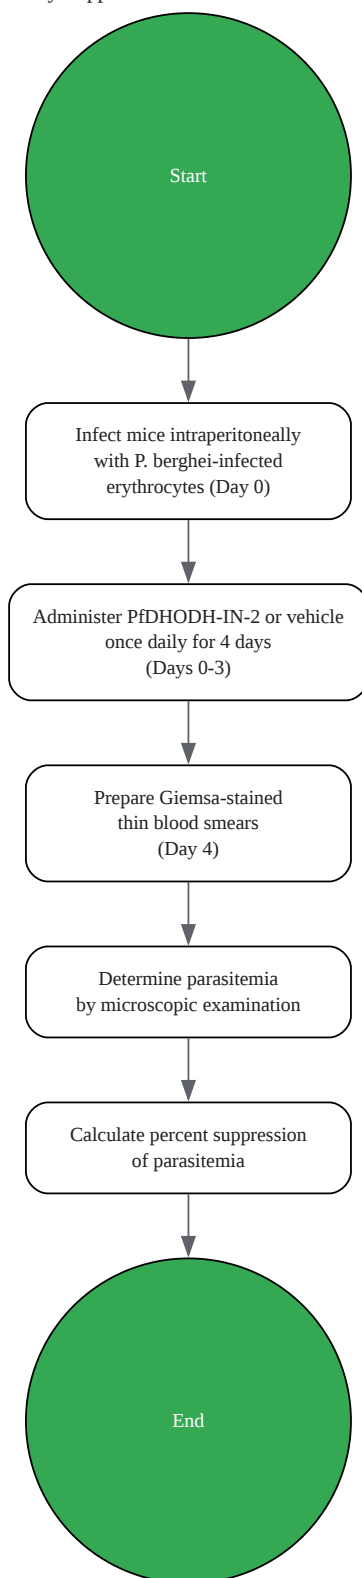 Start
Infect mice intraperitoneally
with P. berghei-infected
erythrocytes (Day 0)
Administer PfDHODH-IN-2 or vehicle
once daily for 4 days
(Days 0-3)
Prepare Giemsa-stained
thin blood smears
(Day 4)
Determine parasitemia
by microscopic examination
Calculate percent suppression
of parasitemia
End